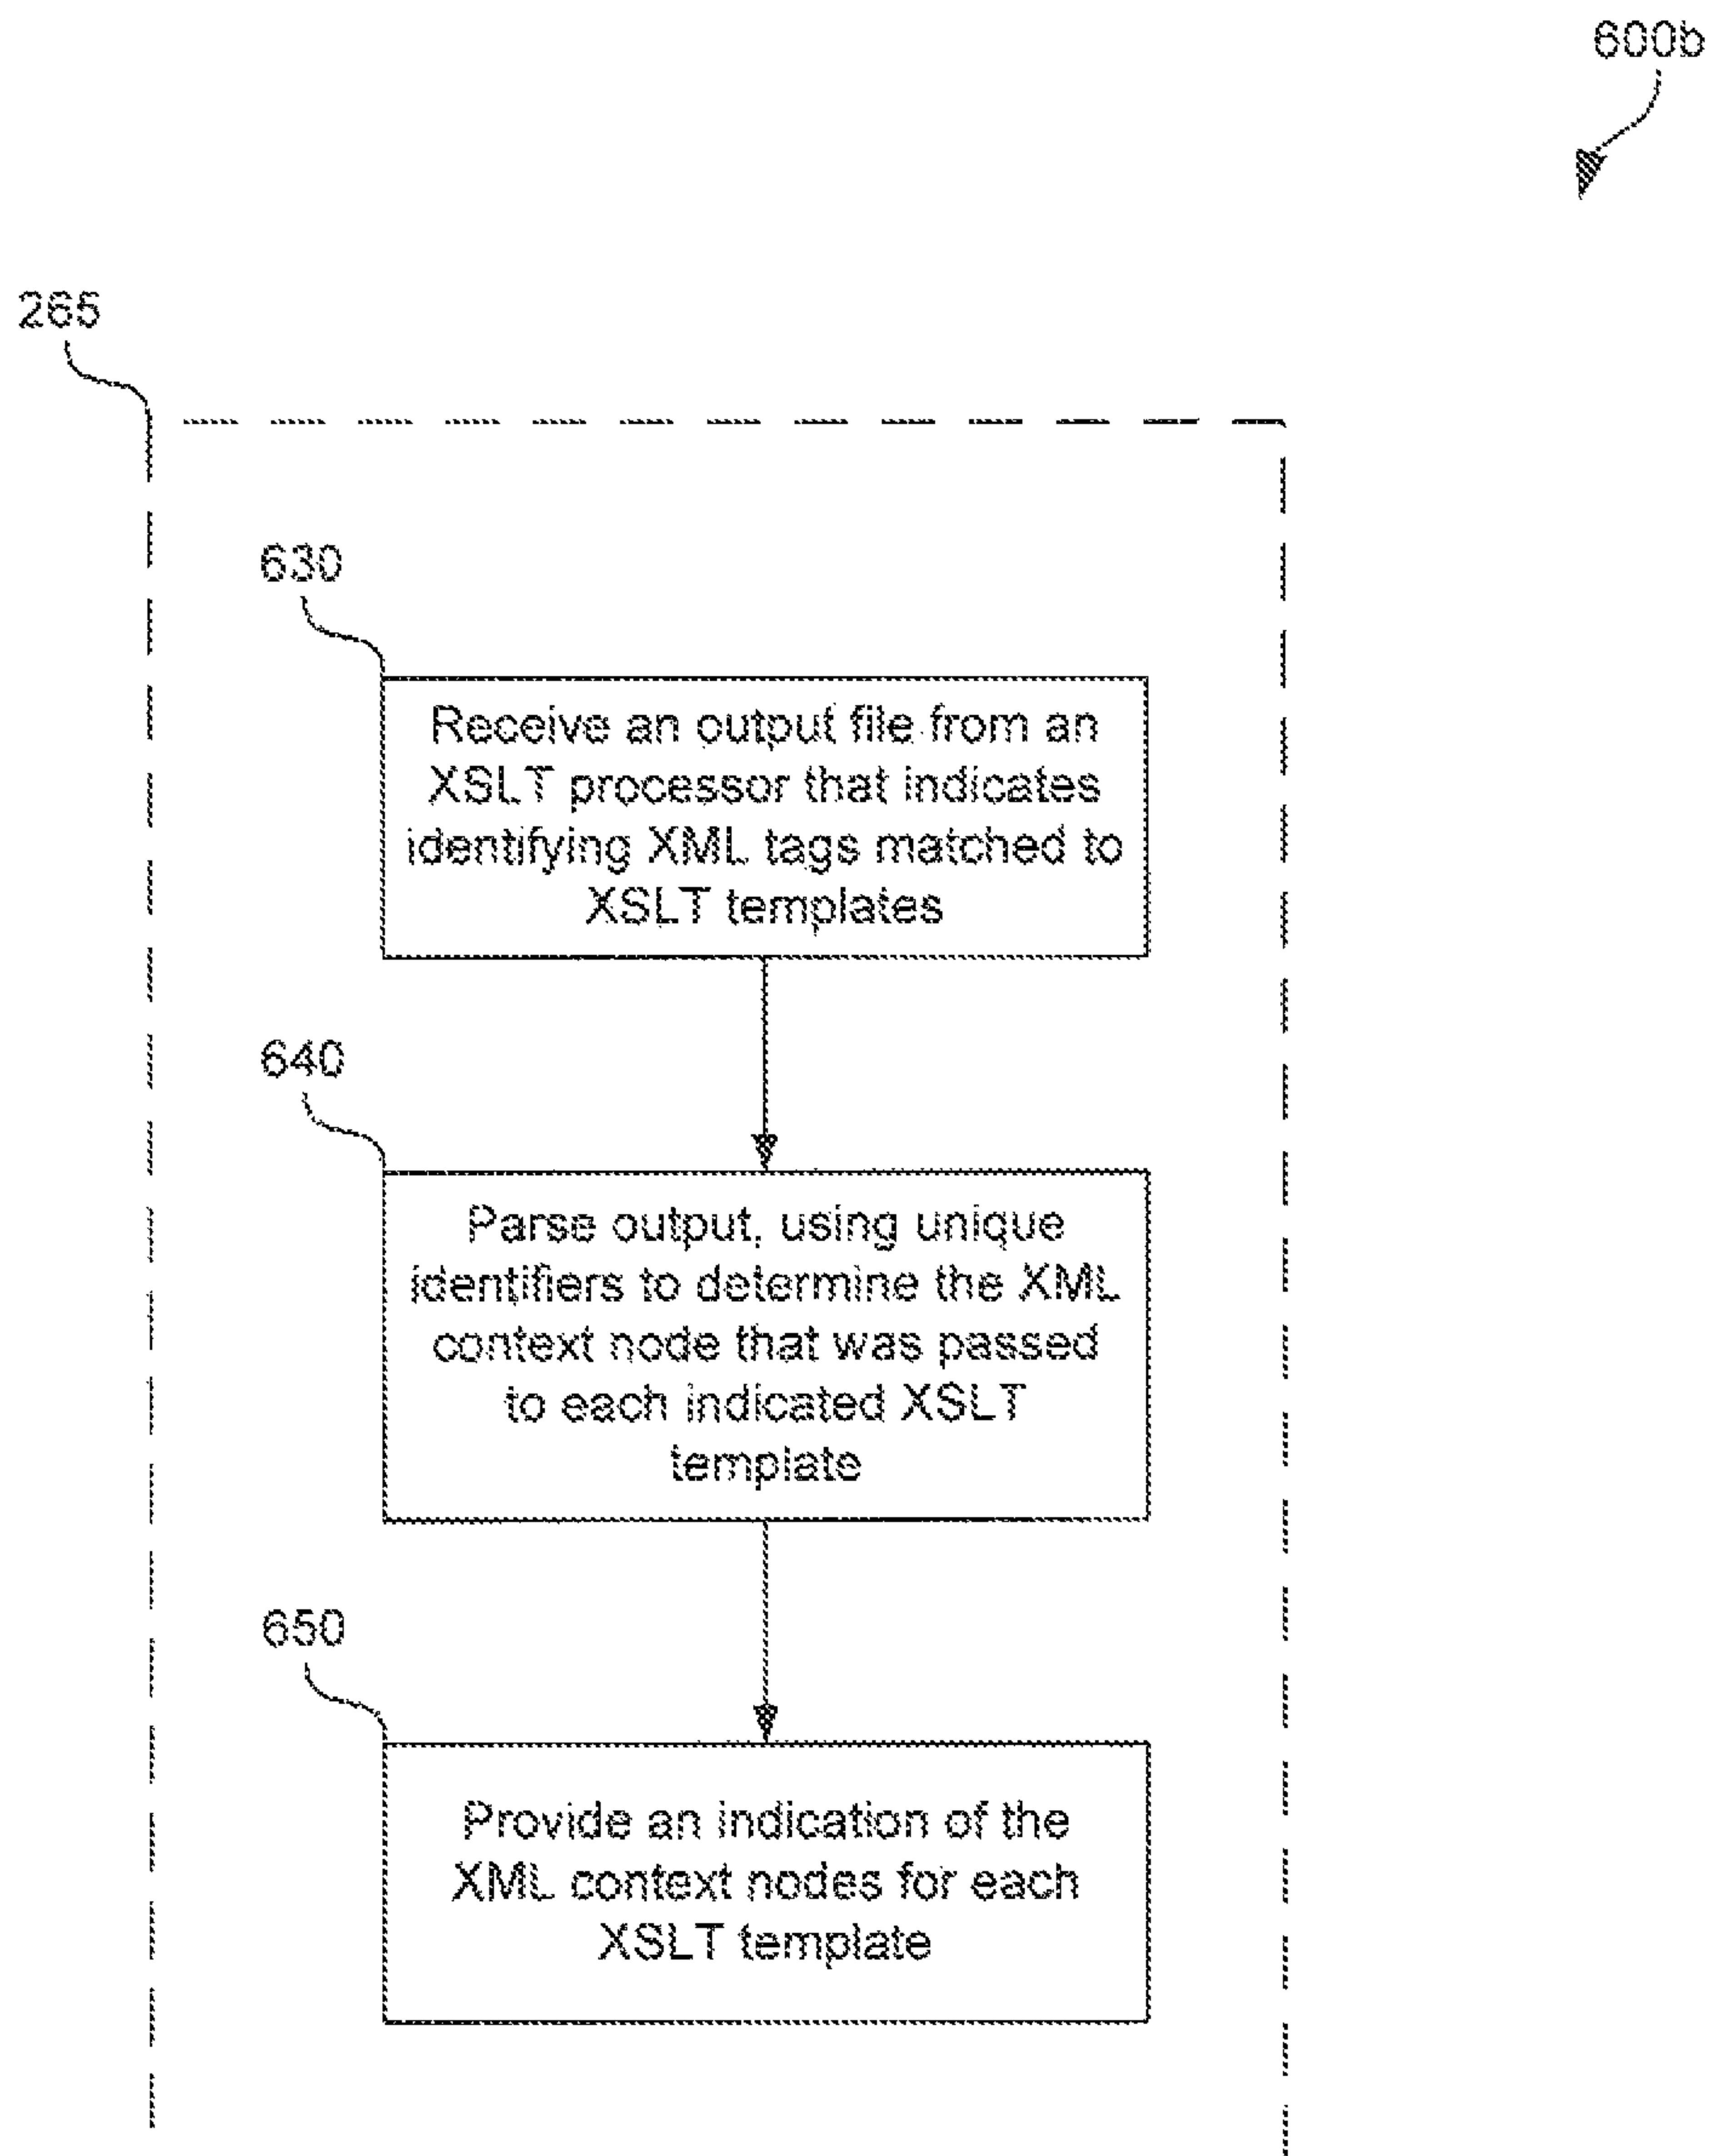 600b
265
630
Receive an output file from an
XSLT processor that indicates
identifying XML tags matched to
XSLT templates
640
Parse output, using unique
identifiers to determine the XML
context node that was passed
to each indicated XSLT
template
650
Provide an indication of the
XML context nodes for each
XSLT template